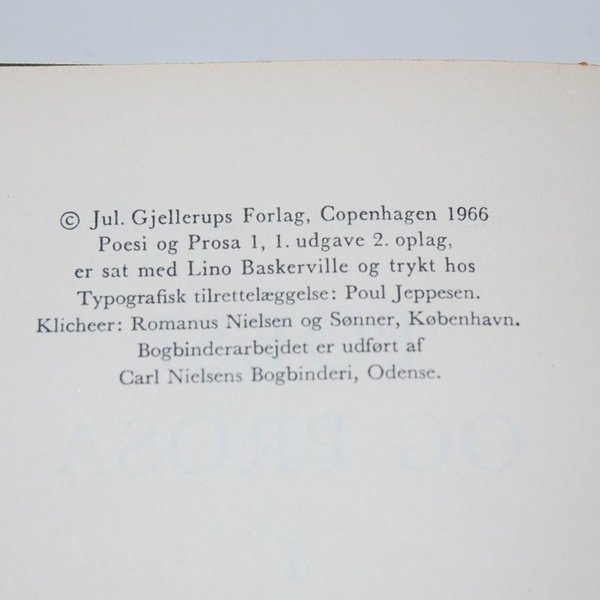 © Jul. Gjellerups Forlag, Copenhagen 1966
Poesi og Prosa 1, 1. udgave 2. oplag,
er sat med Lino Baskerville og trykt hos
Typografisk tilrettelæggelse: Poul Jeppesen.
Klicheer: Romanus Nielsen og Sønner, København.
Bogbinderarbejdet er udført af
Carl Nielsens Bogbinderi, Odense.
OG PROSA
I